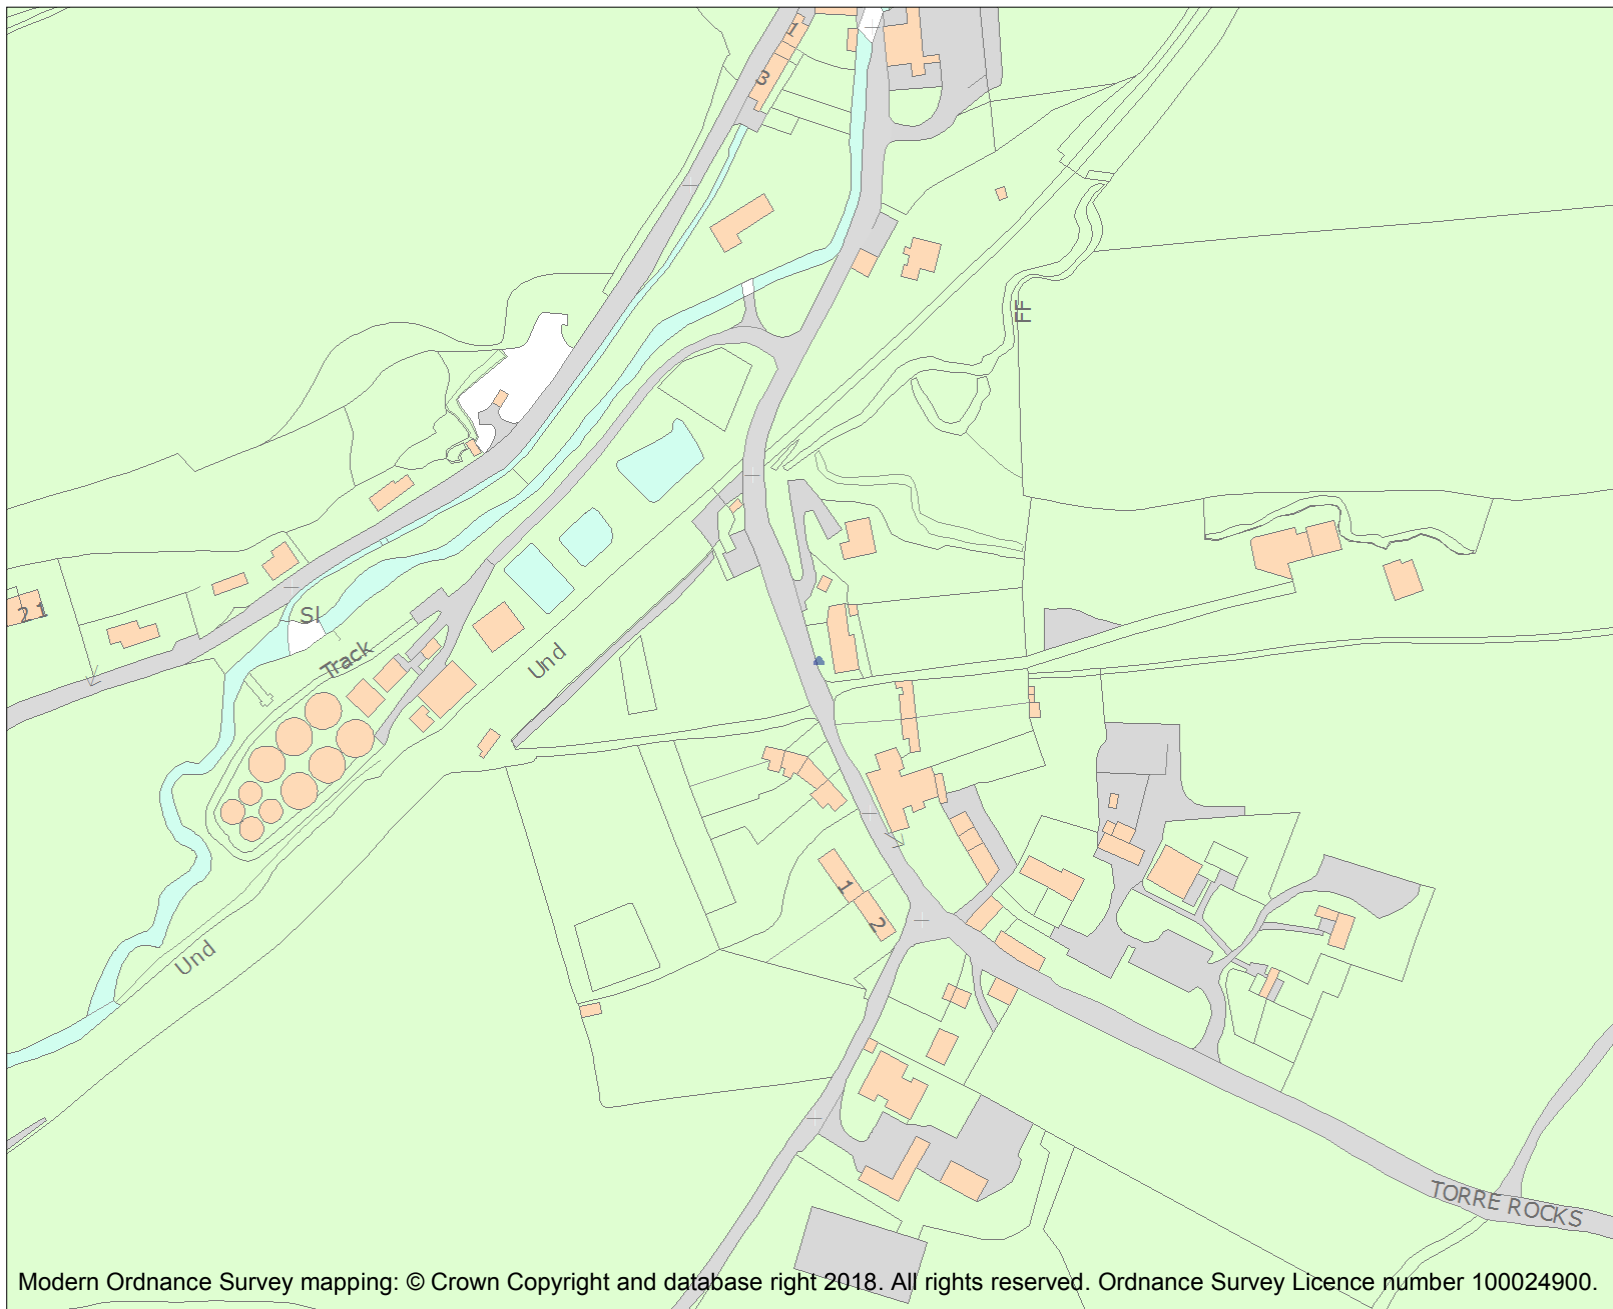 1
3
FF
2 1
Sl
Track
Und
1
2
Und
TORRE ROCKS
Modern Ordnance Survey mapping: © Crown Copyright and database right 2018. All rights reserved. Ordnance Survey Licence number 100024900.